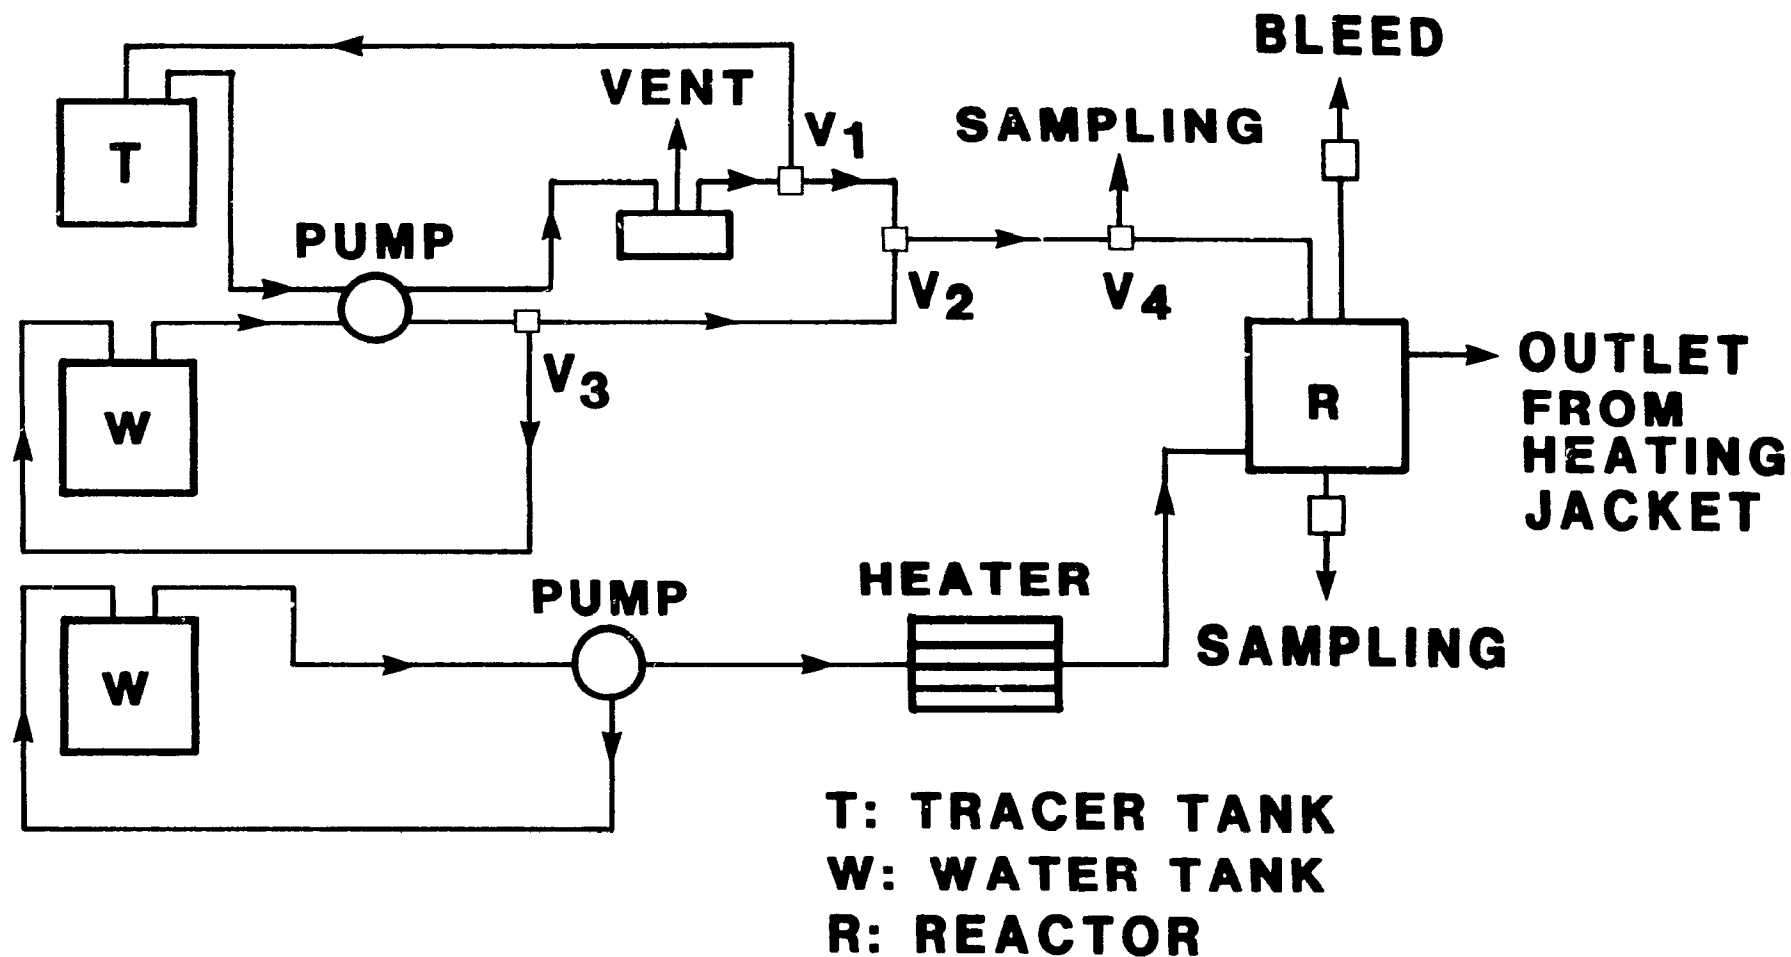 BLEED
VENT
SAMPLING
V1
T
PUMP
V2
V4
OUTLET
FROM
HEATING
JACKET
V3
R
W
PUMP
HEATER
SAMPLING
W
T: TRACER TANK
W: WATER TANK
R: REACTOR